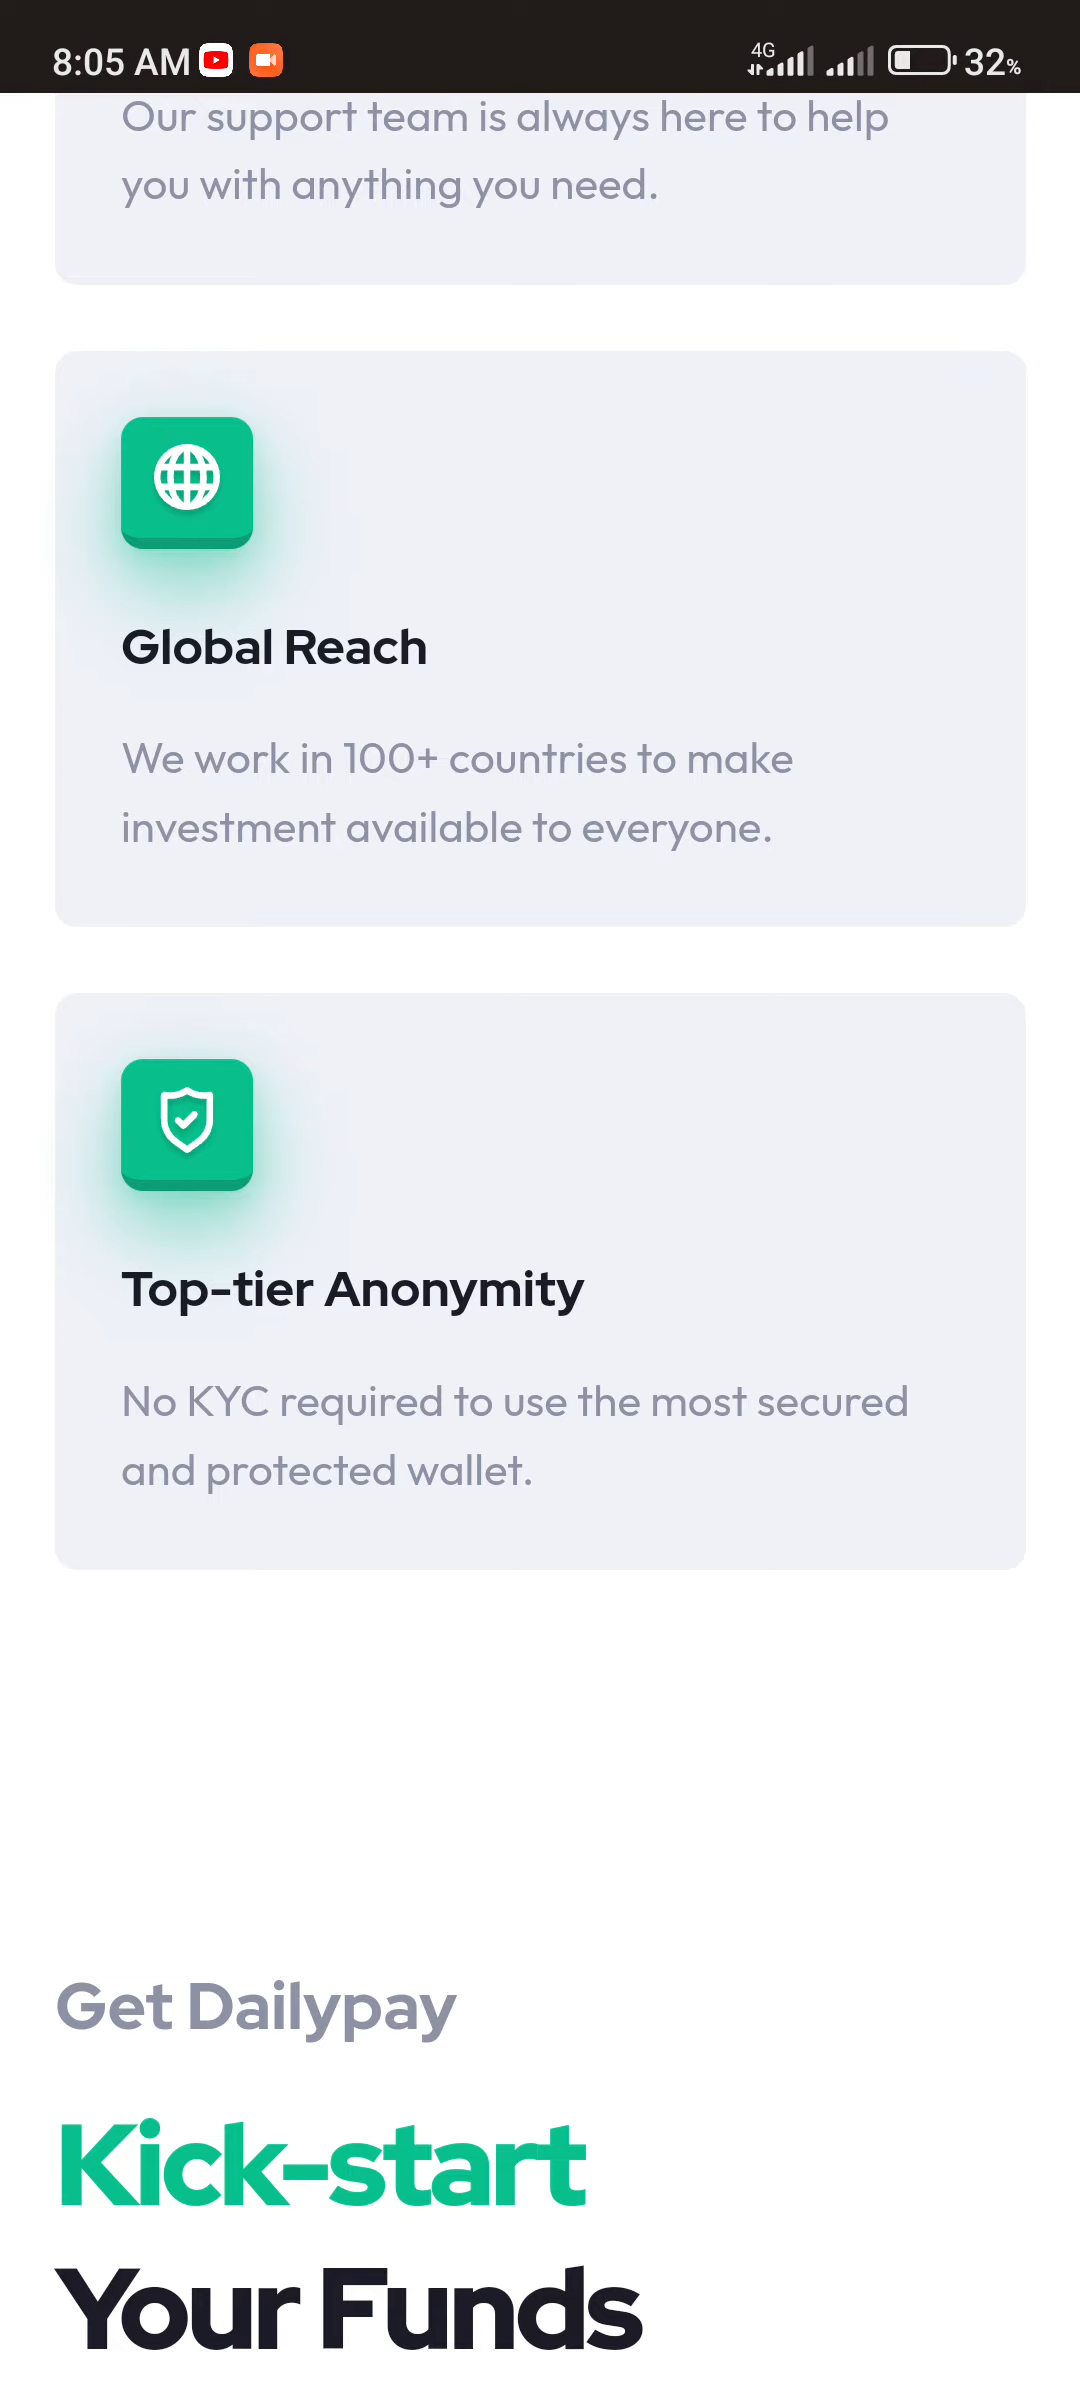 8:05 AM
4G
32%
Our support team is always here to help
you with anything you need.
Global Reach
We work in 100+ countries to make
investment available to everyone.
Top-tier Anonymity
No KYC required to use the most secured
and protected wallet.
Get Dailypay
Kick-start
Your Funds